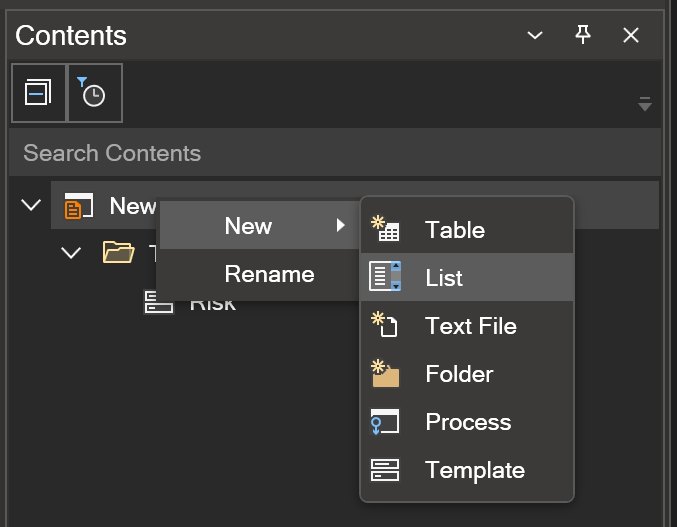 Contents
Search Contents
New
New
Rename
Risk
Table
List
Text File
Folder
Process
Template